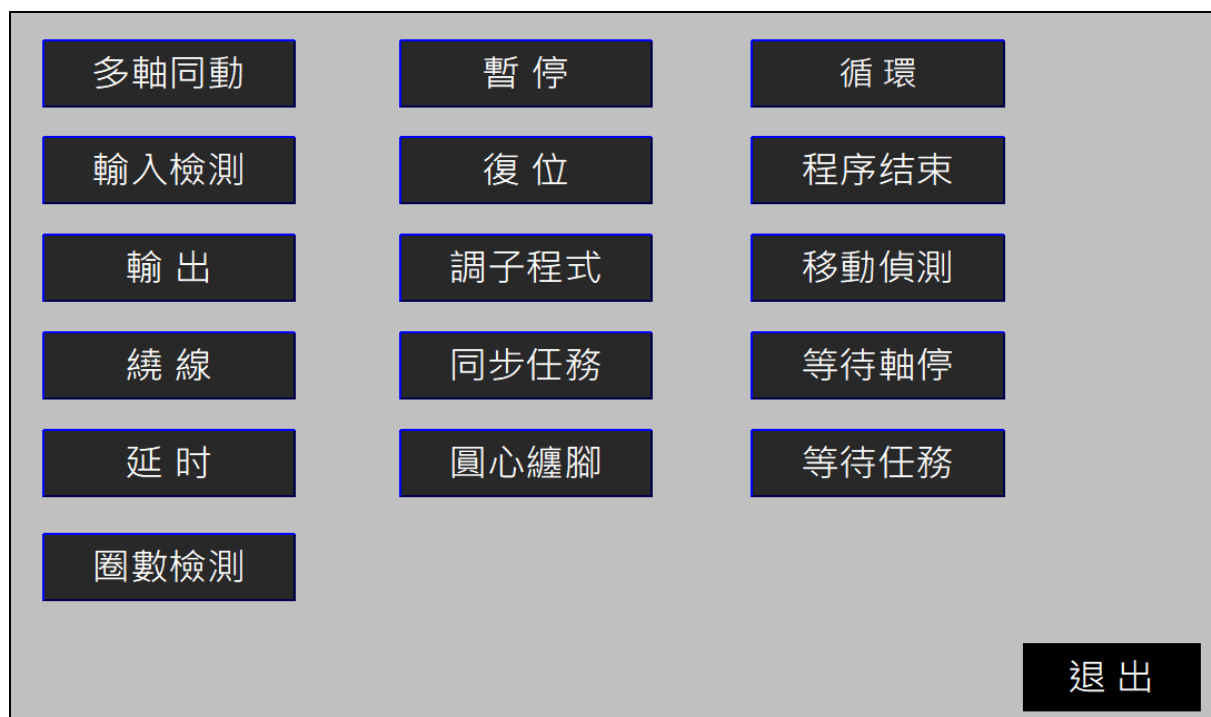 多軸同動 暫 停 循 環
輸入檢測 復 位 程序结束
輸 出 調子程式 移動偵測
繞 線 同步任務 等待軸停
延 时 圓心纏腳 等待任務
圈數檢測
退 出